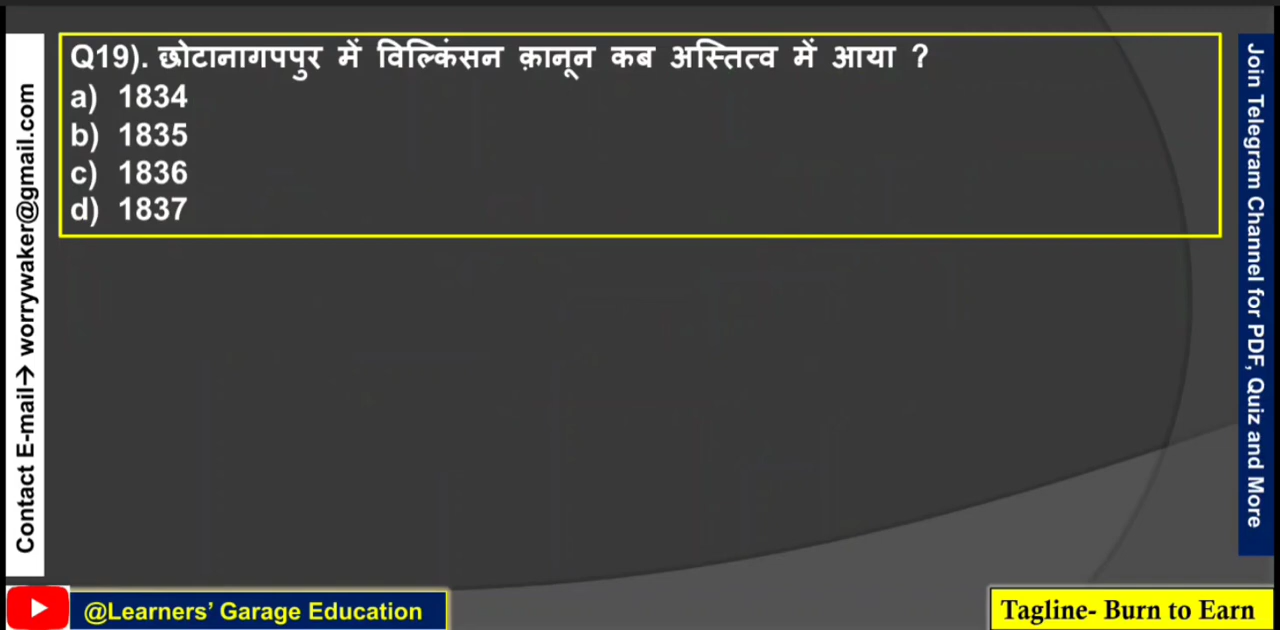 Q19). छोटानागपपुर में विल्किंसन क़ानून कब अस्तित्व में आया ?
a) 1834
b) 1835
c) 1836
d) 1837
Contact E-mail→ worrywaker@gmail.com
Join Telegram Channel for PDF, Quiz and More
@Learners’ Garage Education
Tagline- Burn to Earn